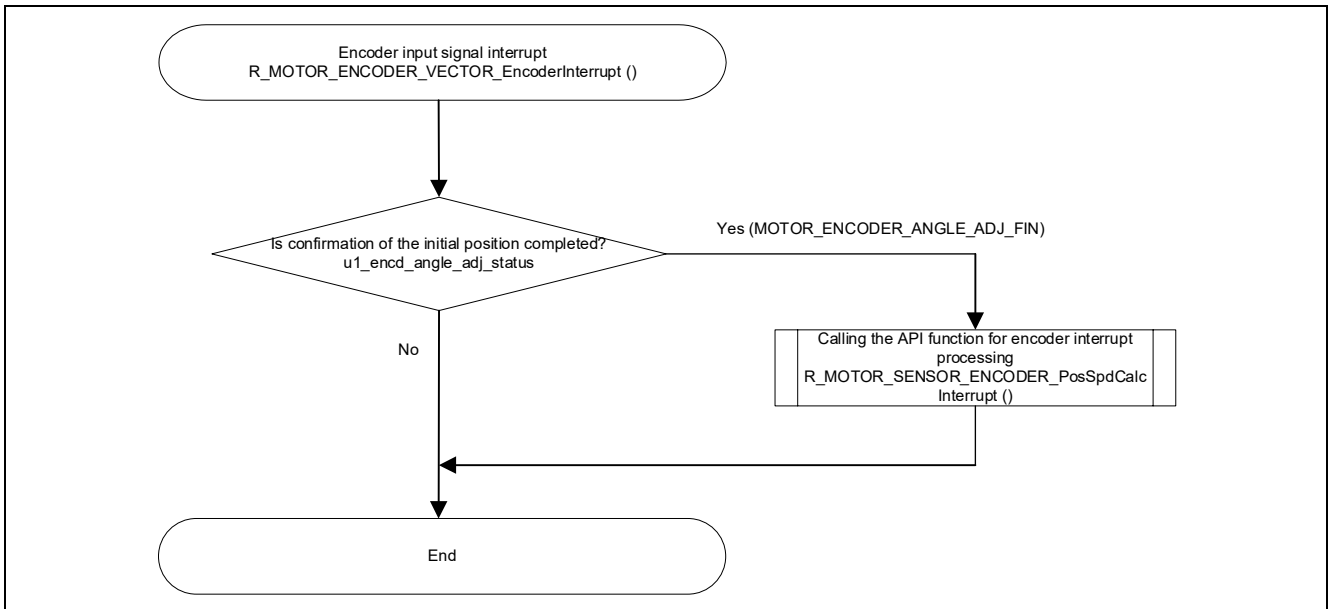 Encoder input signal interrupt
R_MOTOR_ENCODER_VECTOR_EncoderInterrupt ()
Is confirmation of the initial position completed?
u1_encd_angle_adj_status
Yes (MOTOR_ENCODER_ANGLE_ADJ_FIN)
No
Calling the API function for encoder interrupt
processing
R_MOTOR_SENSOR_ENCODER_PosSpdCalc
Interrupt ()
End